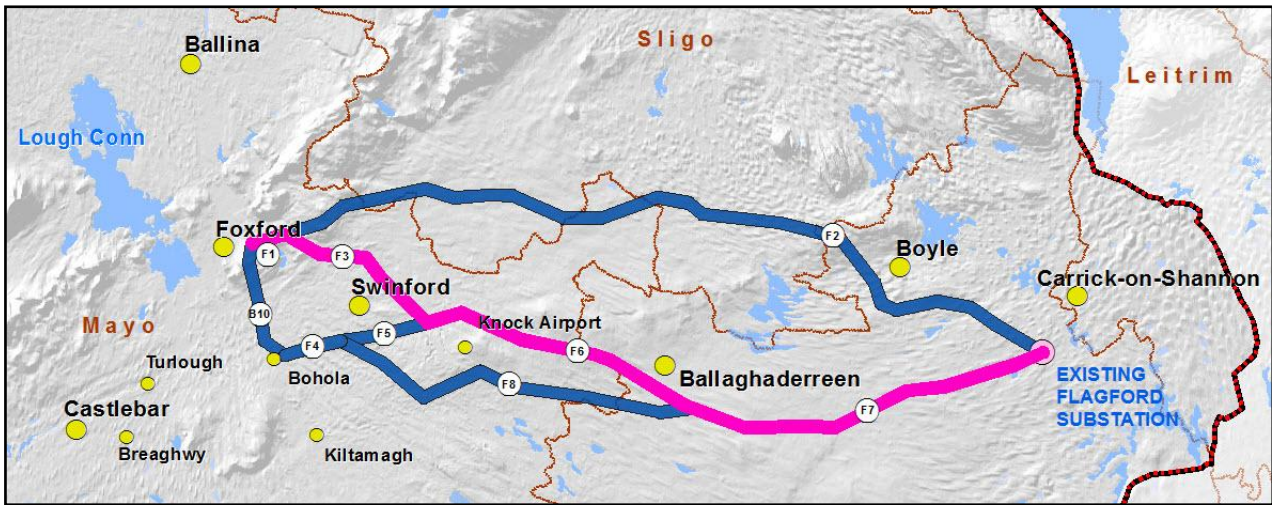 Sligo
Ballina
Leitrim
Lough Conn
Foxford
F1
F3
F2
Boyle
Carrick-on-Shannon
Swinford
B10
Mayo
Knock Airport
F5
F4
F6
Turlough
Bohola
Ballaghaderreen
EXISTING
FLAGFORD
SUBSTATION
F8
F7
Castlebar
Breaghwy
Kiltamagh